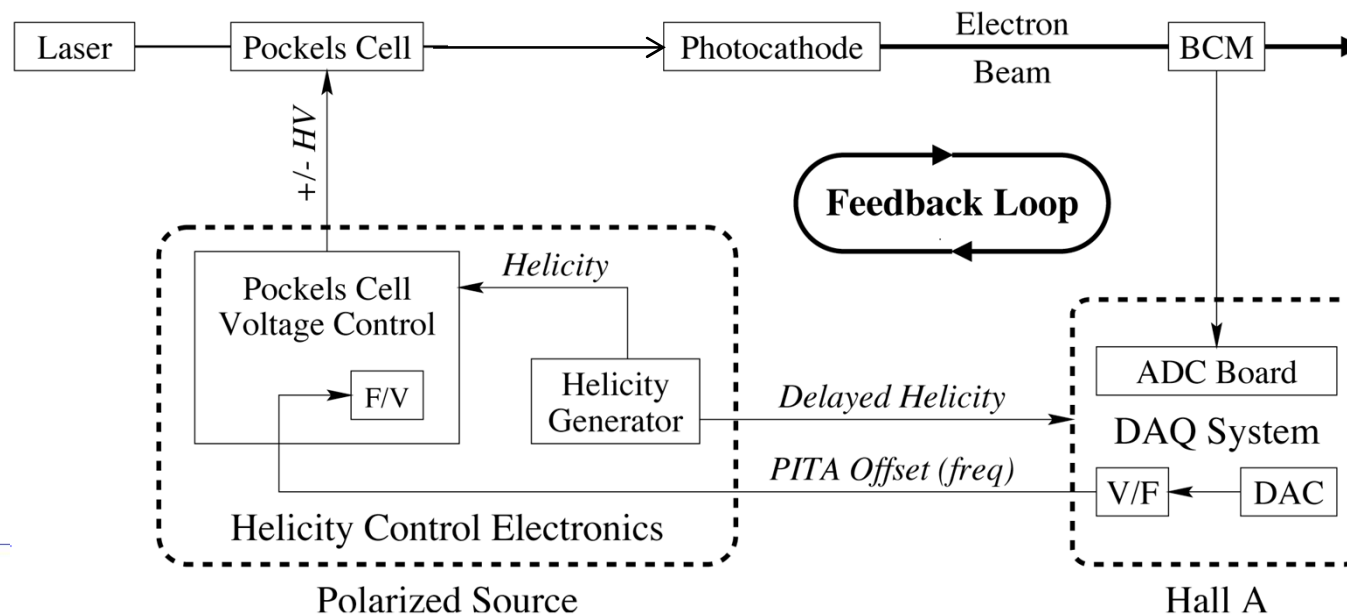 Laser
Pockels Cell
Photocathode
Electron
Beam
BCM
+/- HV
Feedback Loop
Helicity
Pockels Cell
Voltage Control
F/V
Helicity
Generator
Delayed Helicity
PITA Offset (freq)
ADC Board
DAQ System
V/F
DAC
Helicity Control Electronics
Polarized Source
Hall A